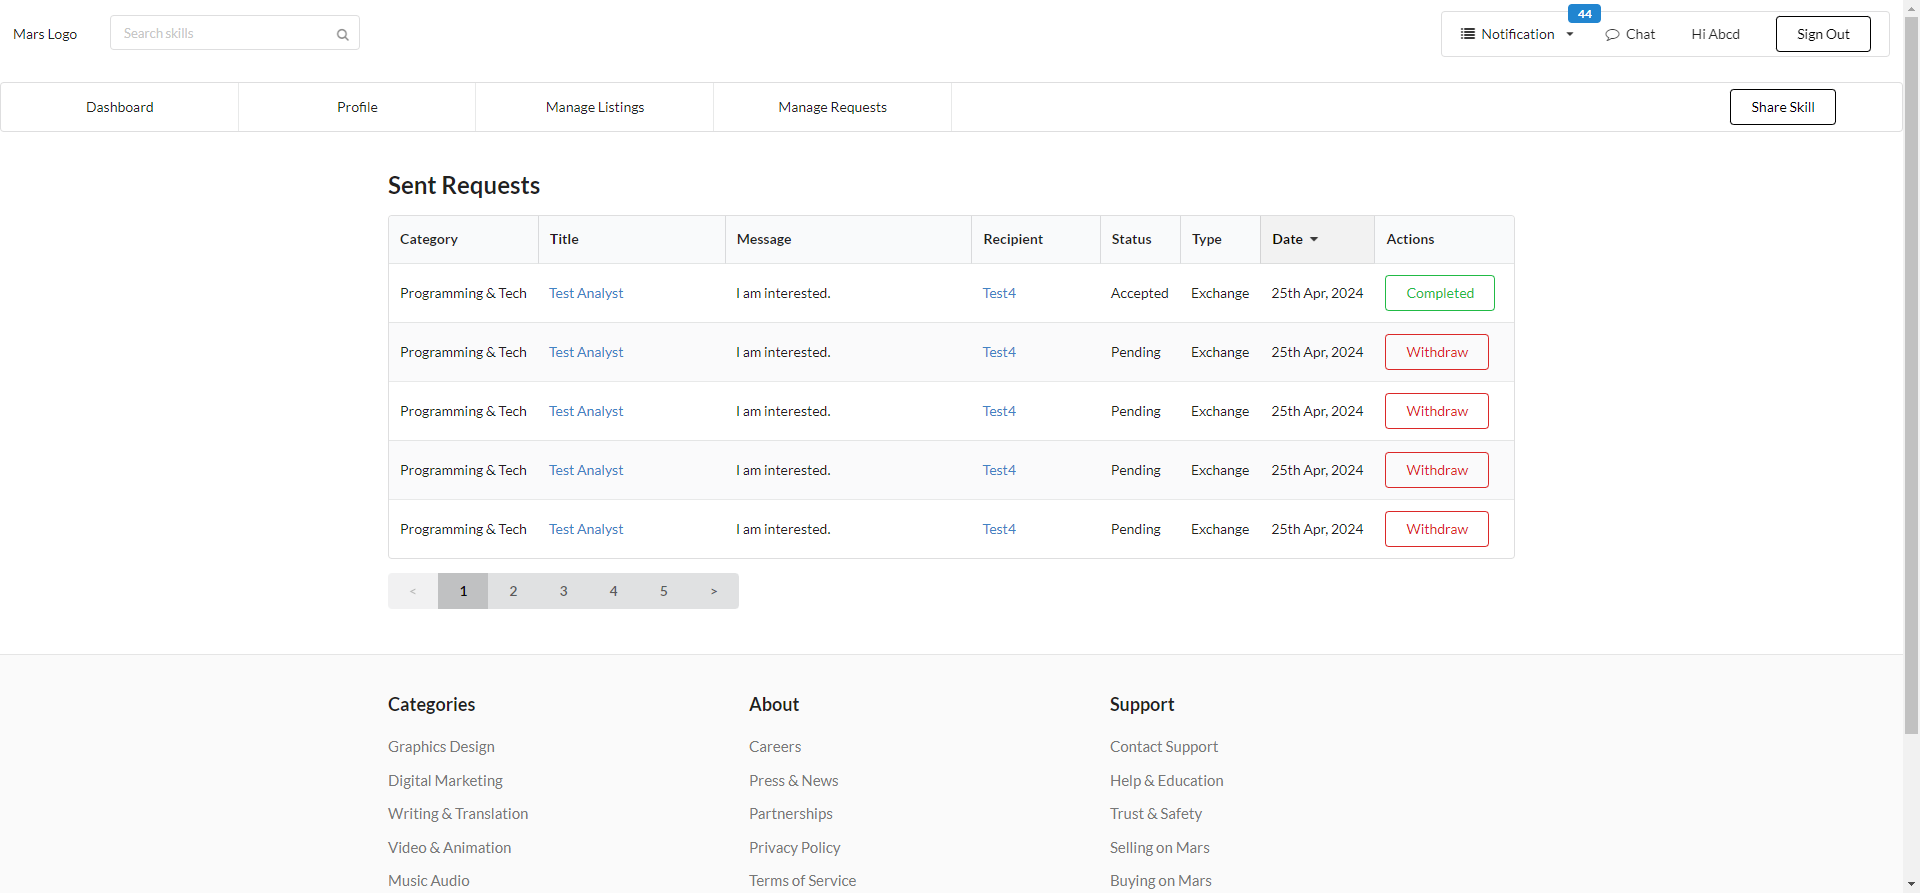 44
Mars Logo Search skills Notification Chat Hi Abcd Sign Out
Dashboard Profile Manage Listings Manage Requests Share Skill
Sent Requests
Category Title Message Recipient Status Type Date Actions
Programming & Tech Test Analyst I am interested. Test4 Accepted Exchange 25th Apr, 2024 Completed
Programming & Tech Test Analyst I am interested. Test4 Pending Exchange 25th Apr, 2024 Withdraw
Programming & Tech Test Analyst I am interested. Test4 Pending Exchange 25th Apr, 2024 Withdraw
Programming & Tech Test Analyst I am interested. Test4 Pending Exchange 25th Apr, 2024 Withdraw
Programming & Tech Test Analyst I am interested. Test4 Pending Exchange 25th Apr, 2024 Withdraw
< 1 2 3 4 5 >
Categories About Support
Graphics Design Careers Contact Support
Digital Marketing Press & News Help & Education
Writing & Translation Partnerships Trust & Safety
Video & Animation Privacy Policy Selling on Mars
Music Audio Terms of Service Buying on Mars